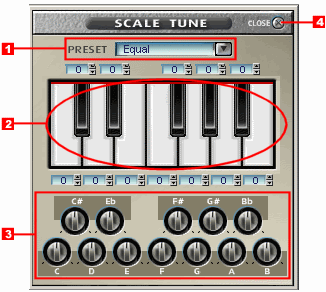 SCALE TUNE CLOSE 4
1 PRESET Equal
0 0 0 0 0
2
0 0 0 0 0 0 0
C# Eb F# G# Bb
3
C D E F G A B